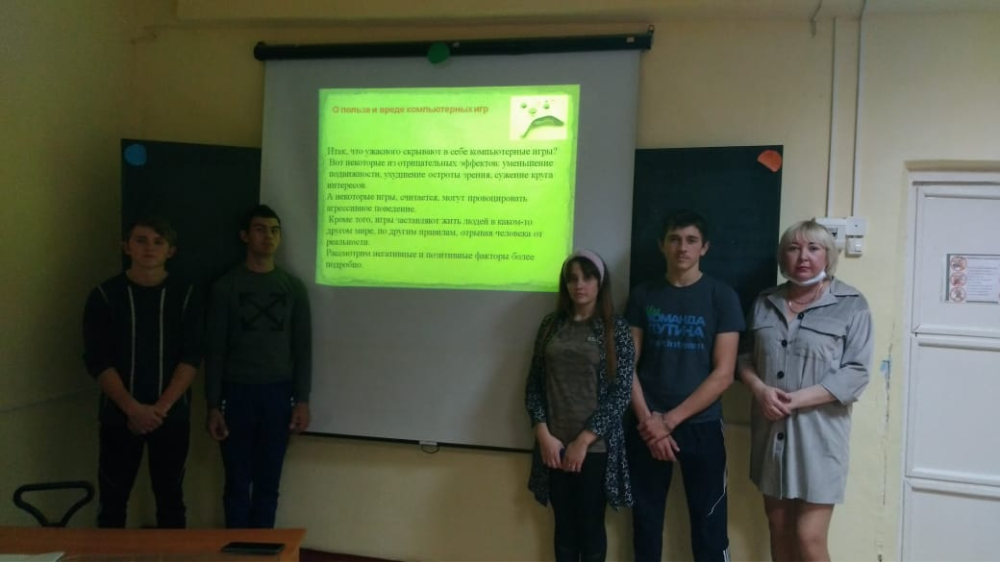 О пользе и вреде компьютерных игр
Итак, что ужасного скрывают в себе компьютерные игры?
Вот некоторые из отрицательных эффектов: уменьшение
подвижности, ухудшение остроты зрения, сужение круга
интересов.
А некоторые игры, считается, могут провоцировать
агрессивное поведение.
Кроме того, игры заставляют жить людей в каком-то
другом мире, по другим правилам, отрывая человека от
реальности.
Рассмотрим негативные и позитивные факторы более
подробно.
КОМАНДА
ПУТИНА